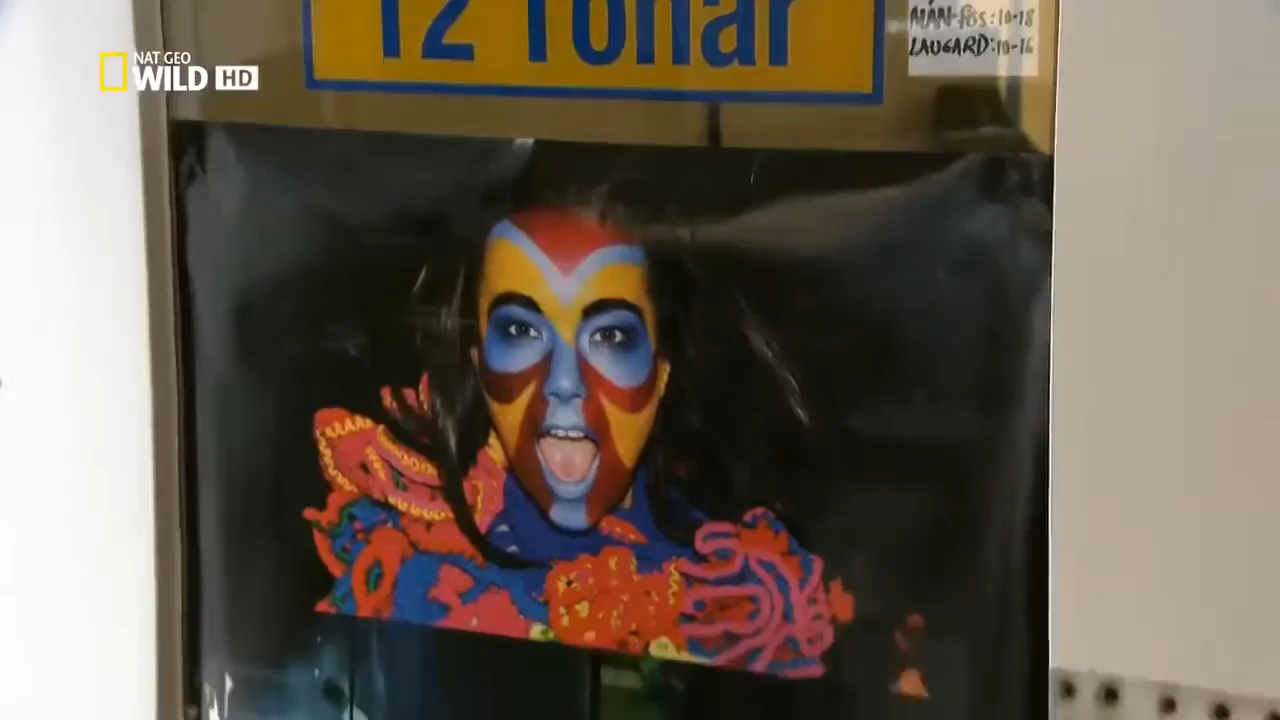 12 Tónar
MÁN-FÖS:10-18
LAUGARD:10-16
NAT GEO
WILD HD